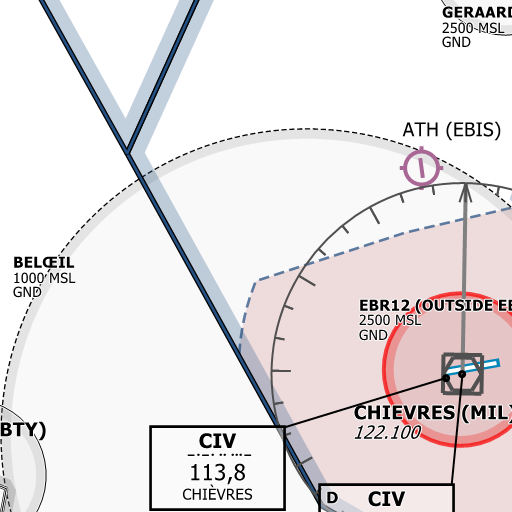 GERAARD
2500 MSL
GND
ATH (EBIS)
BELŒIL
1000 MSL
GND
EBR12 (OUTSIDE EB
2500 MSL
GND
CHIEVRES (MIL)
122.100
BTY)
CIV
113,8
CHIÈVRES
D CIV